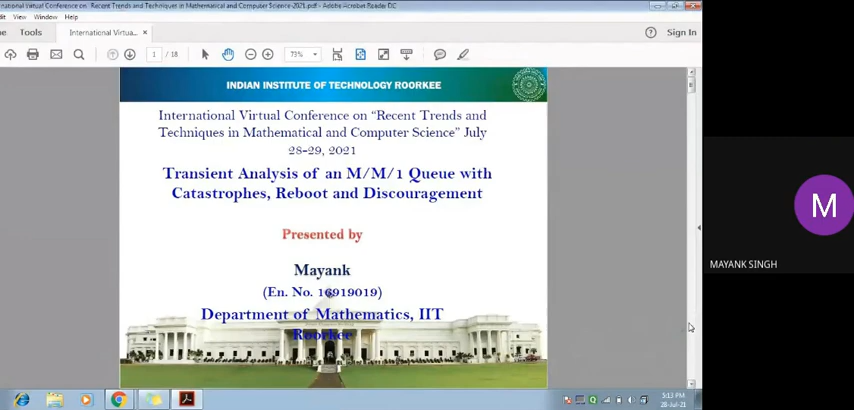 national Virtual Conference on Recent Trends and Techniques in Mathematical and Computer Science-2021.pdf - Adobe Acrobat Reader DC
dit View Window Help
Tools
International Virtua...
Sign In
1 / 18
73%
INDIAN INSTITUTE OF TECHNOLOGY ROORKEE
International Virtual Conference on “Recent Trends and
Techniques in Mathematical and Computer Science” July
28-29, 2021
Transient Analysis of an M/M/1 Queue with
Catastrophes, Reboot and Discouragement
Presented by
Mayank
(En. No. 16919019)
Department of Mathematics, IIT
Roorkee
M
MAYANK SINGH
5:13 PM
28-Jul-21